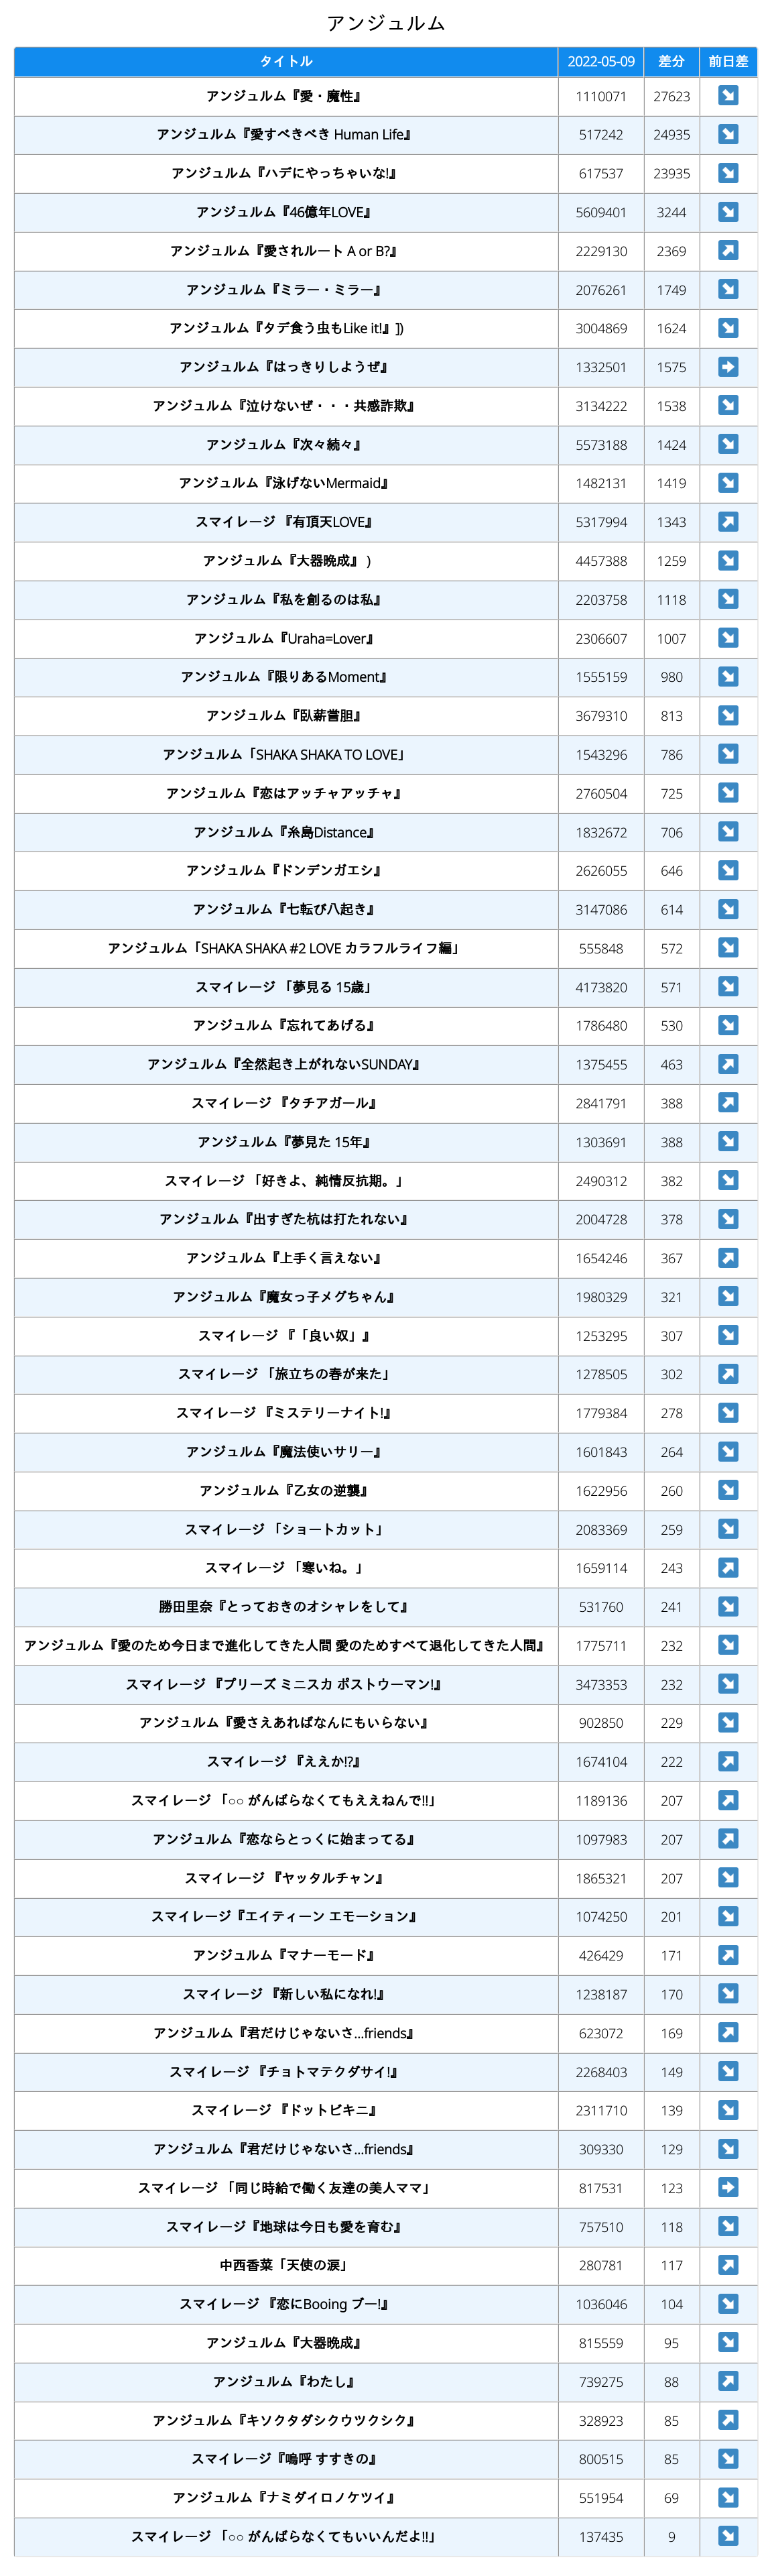 アンジュルム
タイトル 2022-05-09 差分 前日差
アンジュルム『愛・魔性』 1110071 27623
アンジュルム『愛すべきべき Human Life』 517242 24935
アンジュルム『ハデにやっちゃいな!』 617537 23935
アンジュルム『46億年LOVE』 5609401 3244
アンジュルム『愛されルート A or B?』 2229130 2369
アンジュルム『ミラー・ミラー』 2076261 1749
アンジュルム『タデ食う虫もLike it!』]) 3004869 1624
アンジュルム『はっきりしようぜ』 1332501 1575
アンジュルム『泣けないぜ・・・共感詐欺』 3134222 1538
アンジュルム『次々続々』 5573188 1424
アンジュルム『泳げないMermaid』 1482131 1419
スマイレージ 『有頂天LOVE』 5317994 1343
アンジュルム『大器晩成』 ) 4457388 1259
アンジュルム『私を創るのは私』 2203758 1118
アンジュルム『Uraha=Lover』 2306607 1007
アンジュルム『限りあるMoment』 1555159 980
アンジュルム『臥薪嘗胆』 3679310 813
アンジュルム「SHAKA SHAKA TO LOVE」 1543296 786
アンジュルム『恋はアッチャアッチャ』 2760504 725
アンジュルム『糸島Distance』 1832672 706
アンジュルム『ドンデンガエシ』 2626055 646
アンジュルム『七転び八起き』 3147086 614
アンジュルム「SHAKA SHAKA #2 LOVE カラフルライフ編」 555848 572
スマイレージ 「夢見る 15歳」 4173820 571
アンジュルム『忘れてあげる』 1786480 530
アンジュルム『全然起き上がれないSUNDAY』 1375455 463
スマイレージ 『タチアガール』 2841791 388
アンジュルム『夢見た 15年』 1303691 388
スマイレージ 「好きよ、純情反抗期。」 2490312 382
アンジュルム『出すぎた杭は打たれない』 2004728 378
アンジュルム『上手く言えない』 1654246 367
アンジュルム『魔女っ子メグちゃん』 1980329 321
スマイレージ 『「良い奴」』 1253295 307
スマイレージ 「旅立ちの春が来た」 1278505 302
スマイレージ 『ミステリーナイト!』 1779384 278
アンジュルム『魔法使いサリー』 1601843 264
アンジュルム『乙女の逆襲』 1622956 260
スマイレージ 「ショートカット」 2083369 259
スマイレージ 「寒いね。」 1659114 243
勝田里奈『とっておきのオシャレをして』 531760 241
アンジュルム『愛のため今日まで進化してきた人間 愛のためすべて退化してきた人間』 1775711 232
スマイレージ 『プリーズ ミニスカ ポストウーマン!』 3473353 232
アンジュルム『愛さえあればなんにもいらない』 902850 229
スマイレージ 『ええか!?』 1674104 222
スマイレージ 「○○ がんばらなくてもええねんで!!」 1189136 207
アンジュルム『恋ならとっくに始まってる』 1097983 207
スマイレージ 『ヤッタルチャン』 1865321 207
スマイレージ『エイティーン エモーション』 1074250 201
アンジュルム『マナーモード』 426429 171
スマイレージ 『新しい私になれ!』 1238187 170
アンジュルム『君だけじゃないさ...friends』 623072 169
スマイレージ 『チョトマテクダサイ!』 2268403 149
スマイレージ 『ドットビキニ』 2311710 139
アンジュルム『君だけじゃないさ...friends』 309330 129
スマイレージ 「同じ時給で働く友達の美人ママ」 817531 123
スマイレージ『地球は今日も愛を育む』 757510 118
中西香菜「天使の涙」 280781 117
スマイレージ 『恋にBooing ブー!』 1036046 104
アンジュルム『大器晩成』 815559 95
アンジュルム『わたし』 739275 88
アンジュルム『キソクタダシクウツクシク』 328923 85
スマイレージ『嗚呼 すすきの』 800515 85
アンジュルム『ナミダイロノケツイ』 551954 69
スマイレージ 「○○ がんばらなくてもいいんだよ!!」 137435 9